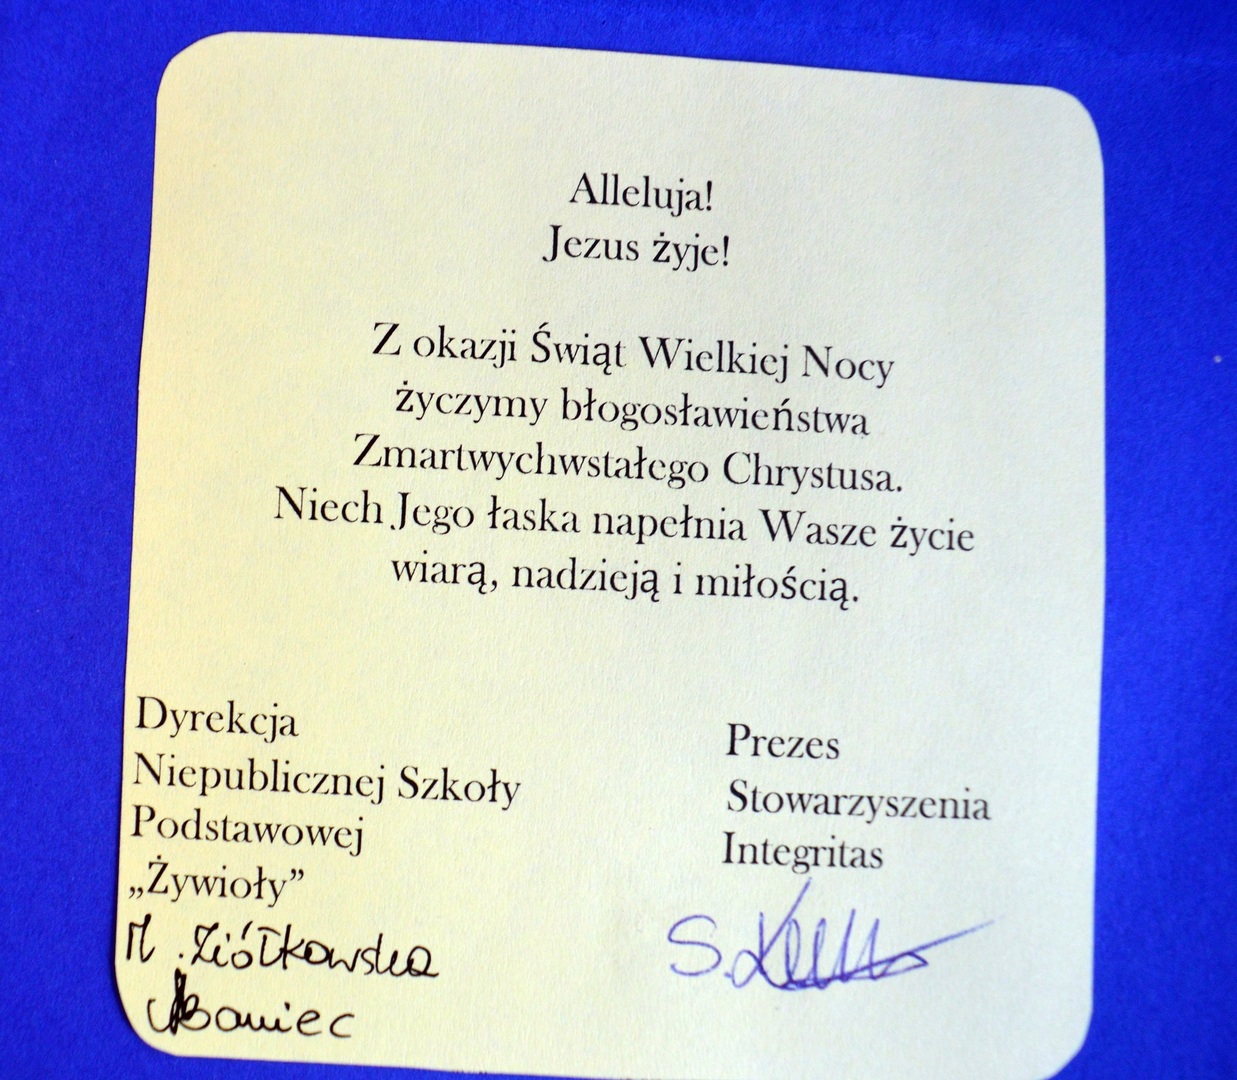 Alleluja!
Jezus żyje!
Z okazji Świąt Wielkiej Nocy
życzymy błogosławieństwa
Zmartwychwstałego Chrystusa.
Niech Jego łaska napełnia Wasze życie
wiarą, nadzieją i miłością.
Dyrekcja
Niepublicznej Szkoły
Podstawowej
„Żywioły”
M. Ziółkowska
Prezes
Stowarzyszenia
Integritas
S.